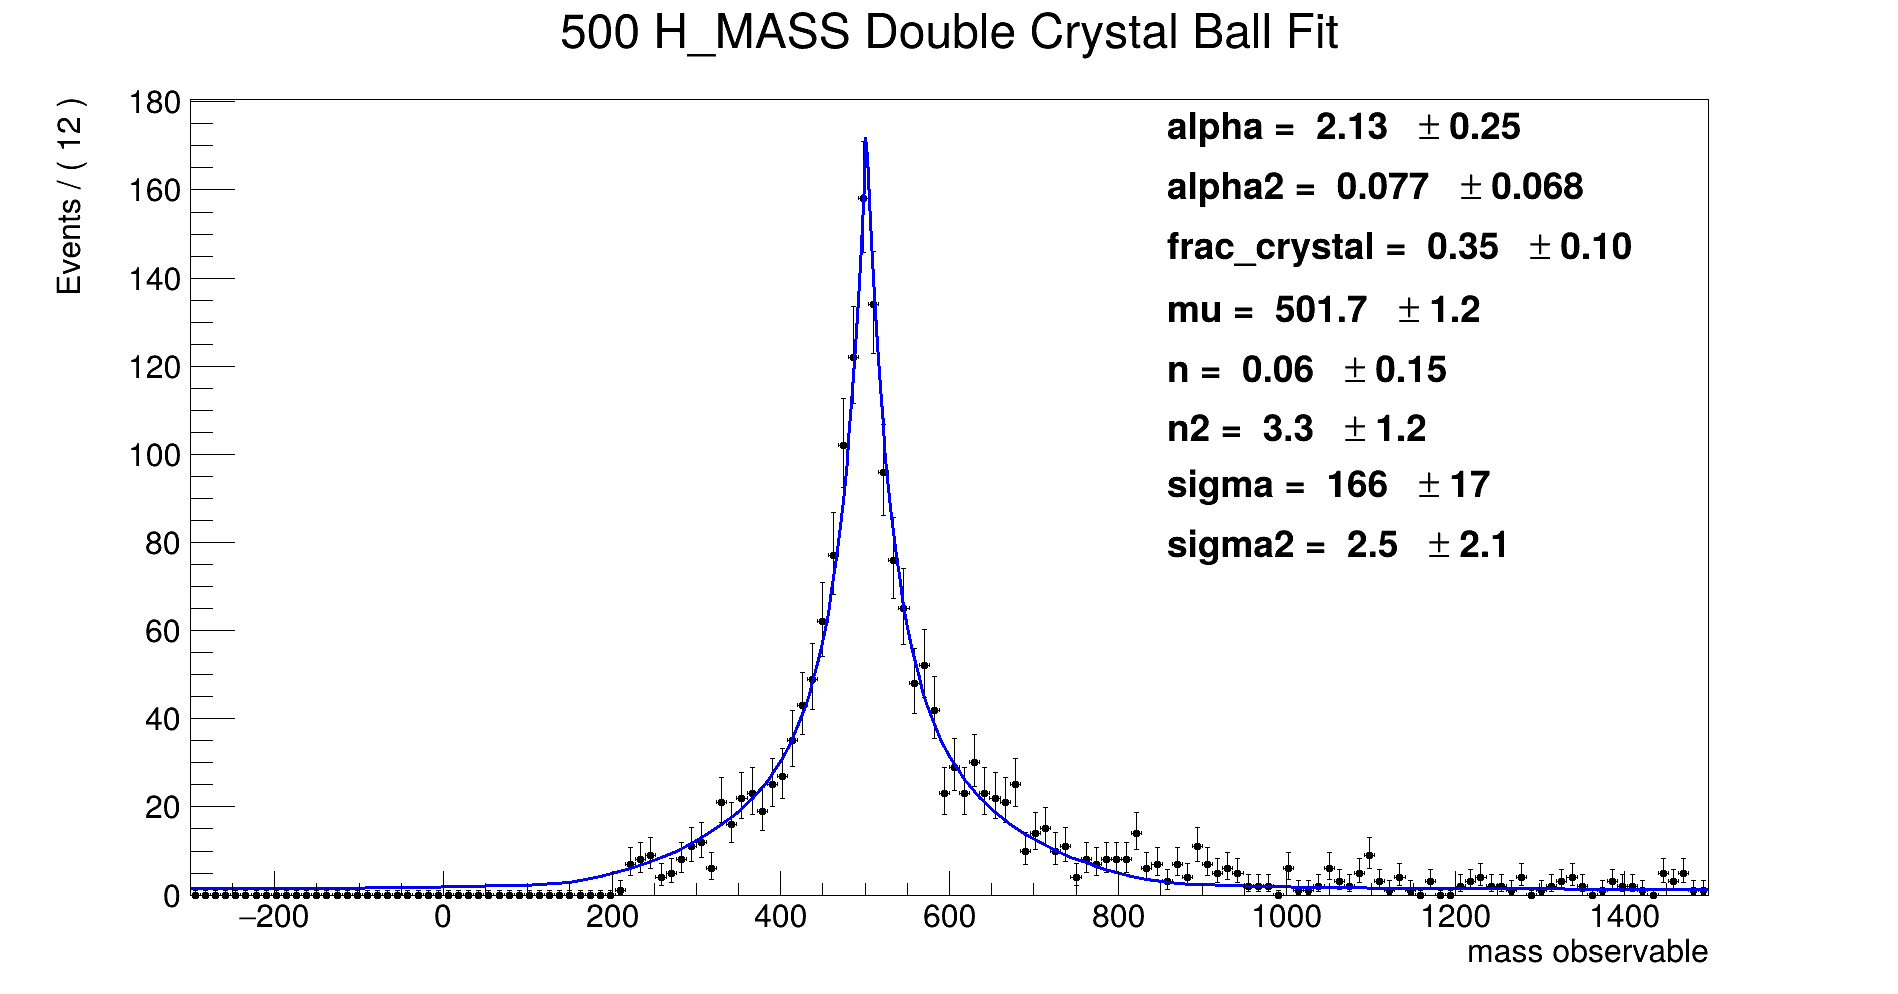 500 H_MASS Double Crystal Ball Fit
Events / ( 12 )
180
160
140
120
100
80
60
40
20
0
alpha = 2.13 ± 0.25
alpha2 = 0.077 ± 0.068
frac_crystal = 0.35 ± 0.10
mu = 501.7 ± 1.2
n = 0.06 ± 0.15
n2 = 3.3 ± 1.2
sigma = 166 ± 17
sigma2 = 2.5 ± 2.1
−200 0 200 400 600 800 1000 1200 1400
mass observable